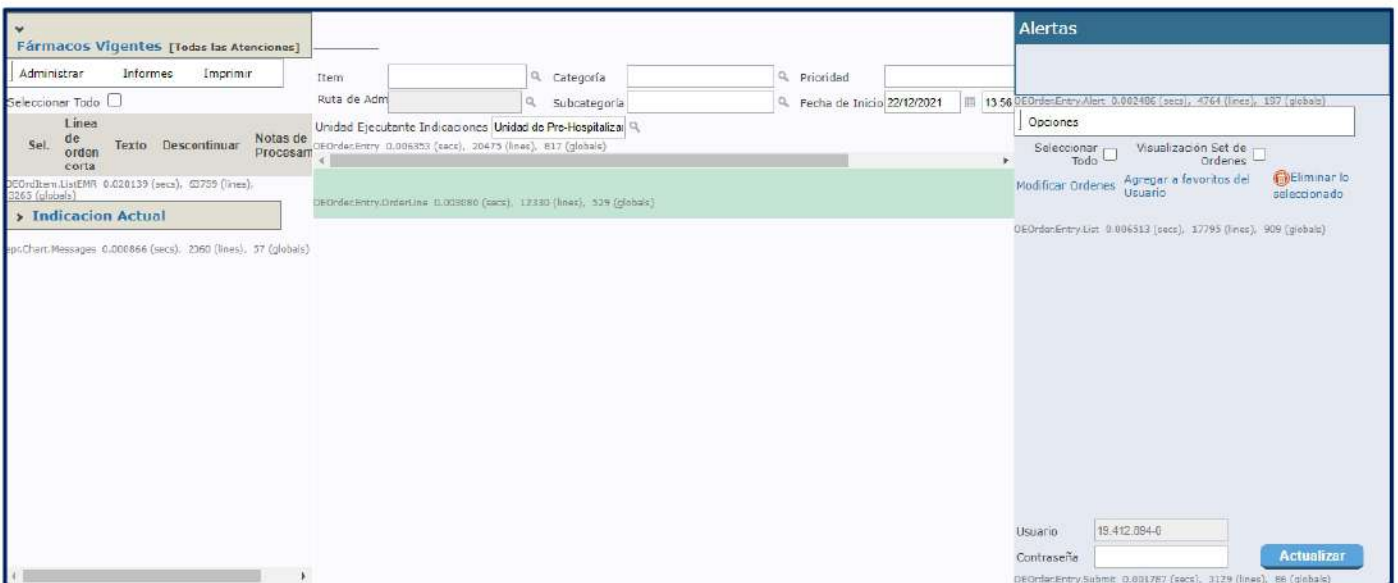 Fármacos Vigentes [Todas las Atenciones]
Administrar Informes Imprimir
Seleccionar Todo
Sel. Línea de orden corta Texto Descontinuar Notas de Procesam
OEOrdItem.ListEMR 0.020139 (secs), (lines),
3265 (globals)
Indicacion Actual
epr.Chart.Messages 0.000866 (secs), 2360 (lines), 57 (globals)
Item Categoría Prioridad
Ruta de Adm Subcategoría Fecha de Inicio 22/12/2021 13:56
Unidad Ejecutante Indicaciones Unidad de Pre-Hospitaliza
OEOrder.Entry 0.006353 (secs), 20475 (lines), 817 (globals)
OEOrder.Entry.OrderLine 0.003080 (secs), 12330 (lines), 529 (globals)
Alertas
OEOrder.Entry.Alert 0.002406 (secs), 4764 (lines), 197 (globals)
Opciones
Seleccionar Todo Visualización Set de Ordenes
Modificar Ordenes Agregar a favoritos del Usuario Eliminar lo seleccionado
OEOrder.Entry.List 0.006513 (secs), 17795 (lines), 909 (globals)
Usuario 19.412.894-6
Contraseña
Actualizar
OEOrder.Entry.Submit 0.001787 (secs), 3129 (lines), 86 (globals)